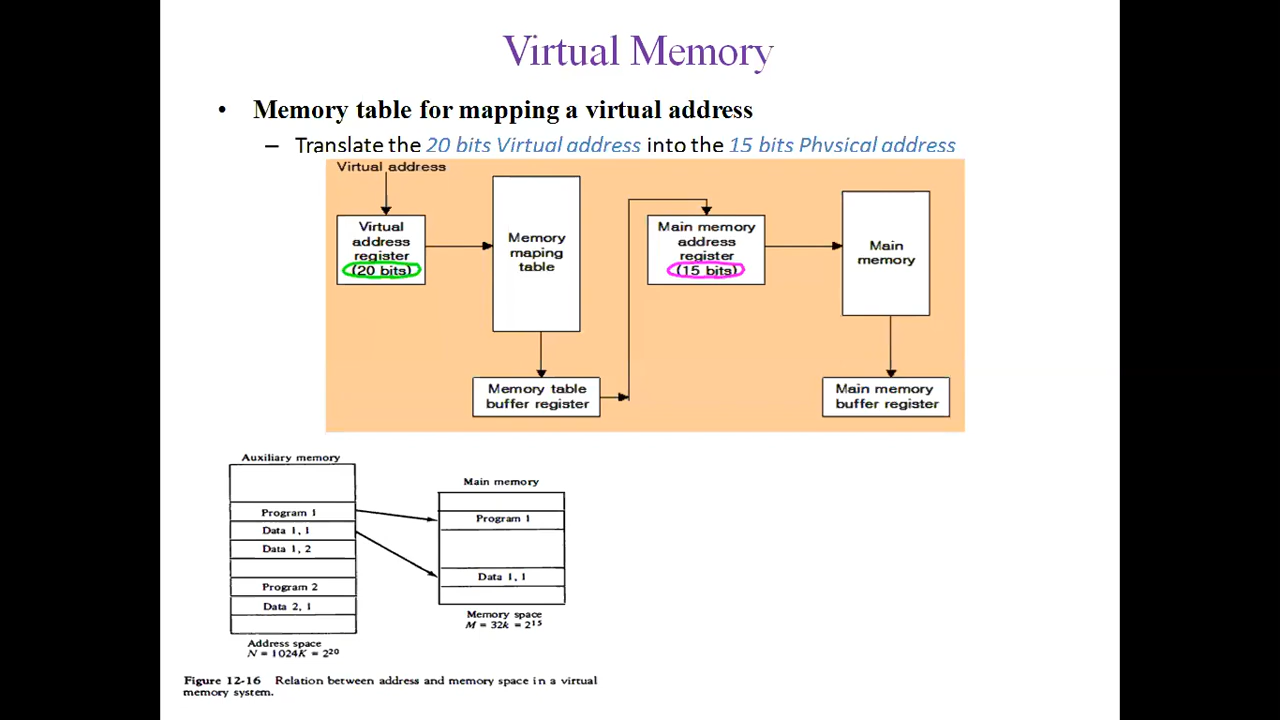 Virtual Memory
• Memory table for mapping a virtual address
– Translate the 20 bits Virtual address into the 15 bits Physical address
Virtual address
Virtual
address
register
(20 bits)
Memory
maping
table
Memory table
buffer register
Main memory
address
register
(15 bits)
Main
memory
Main memory
buffer register
Auxiliary memory
Program 1
Data 1, 1
Data 1, 2
Program 2
Data 2, 1
Address space
N = 1024K = 2²⁰
Main memory
Program 1
Data 1, 1
Memory space
M = 32k = 2¹⁵
Figure 12-16 Relation between address and memory space in a virtual
memory system.